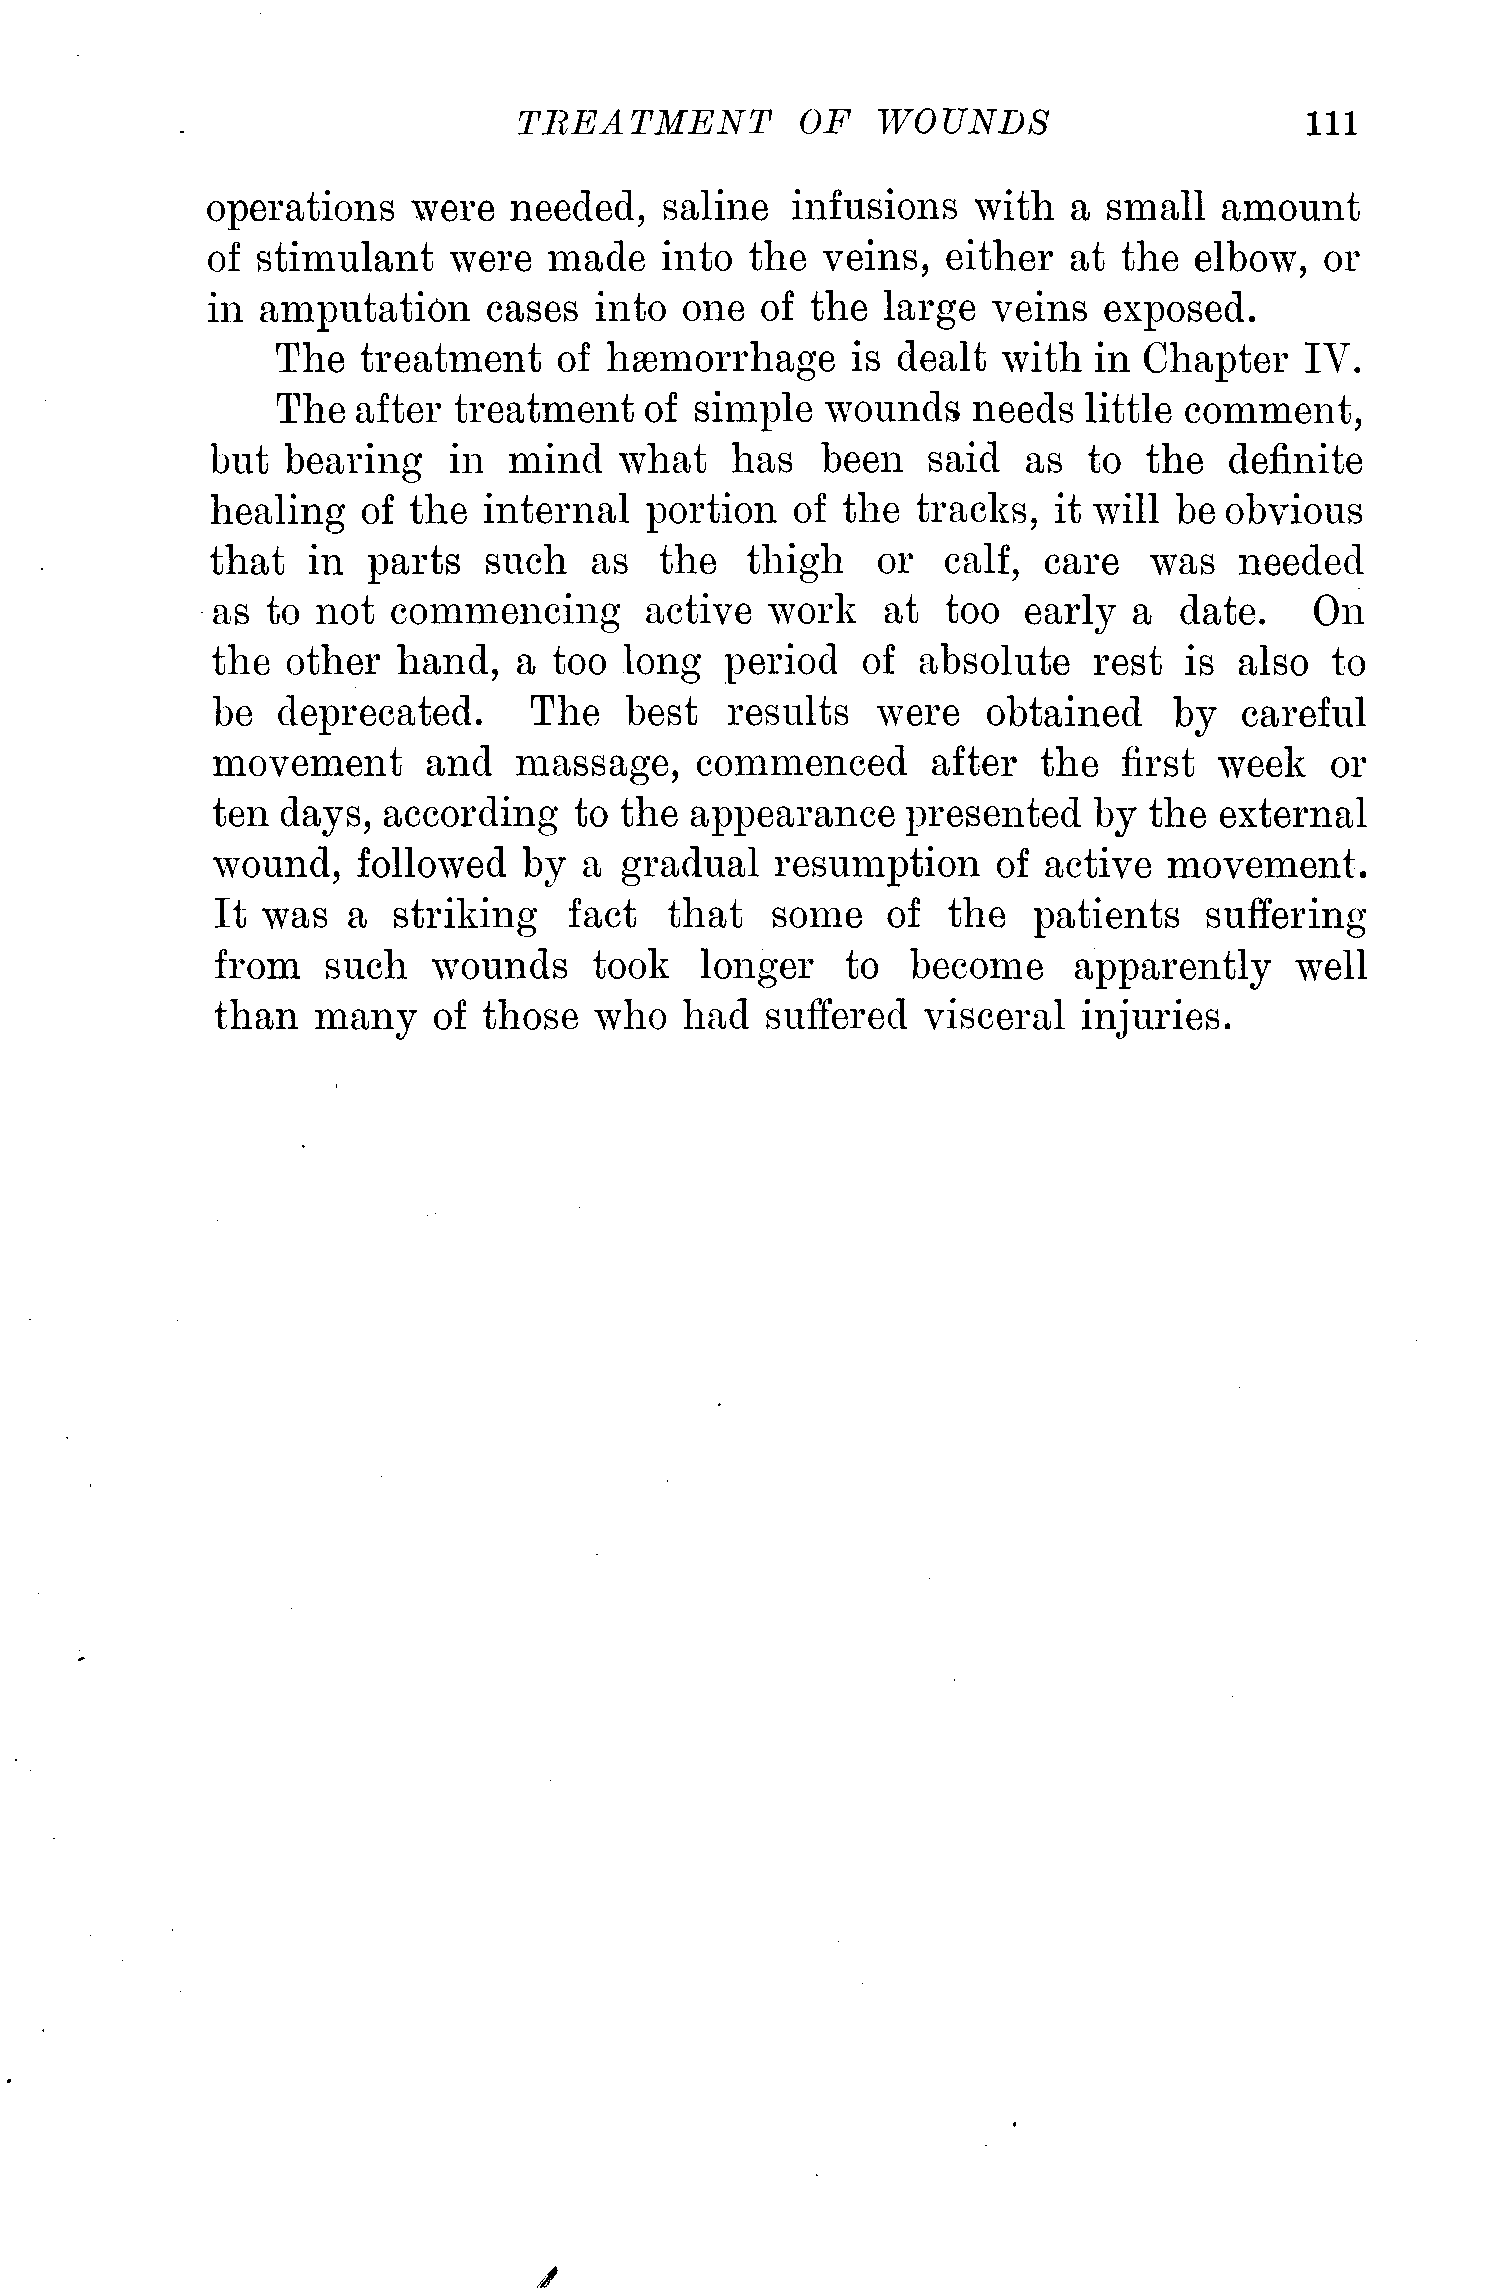 TREATMENT OF WOUNDS 111
operations were needed, saline infusions with a small amount
of stimulant were made into the veins, either at the elbow, or
in amputation cases into one of the large veins exposed.
The treatment of hæmorrhage is dealt with in Chapter IV.
The after treatment of simple wounds needs little comment,
but bearing in mind what has been said as to the definite
healing of the internal portion of the tracks, it will be obvious
that in parts such as the thigh or calf, care was needed
as to not commencing active work at too early a date. On
the other hand, a too long period of absolute rest is also to
be deprecated. The best results were obtained by careful
movement and massage, commenced after the first week or
ten days, according to the appearance presented by the external
wound, followed by a gradual resumption of active movement.
It was a striking fact that some of the patients suffering
from such wounds took longer to become apparently well
than many of those who had suffered visceral injuries.